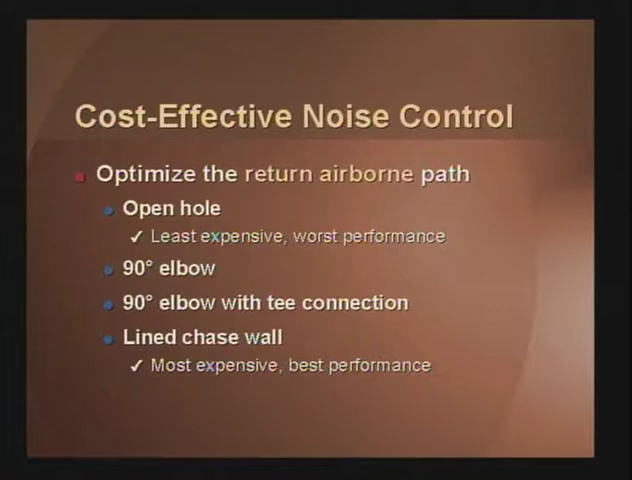 Cost-Effective Noise Control
Optimize the return airborne path
Open hole
Least expensive, worst performance
90° elbow
90° elbow with tee connection
Lined chase wall
Most expensive, best performance